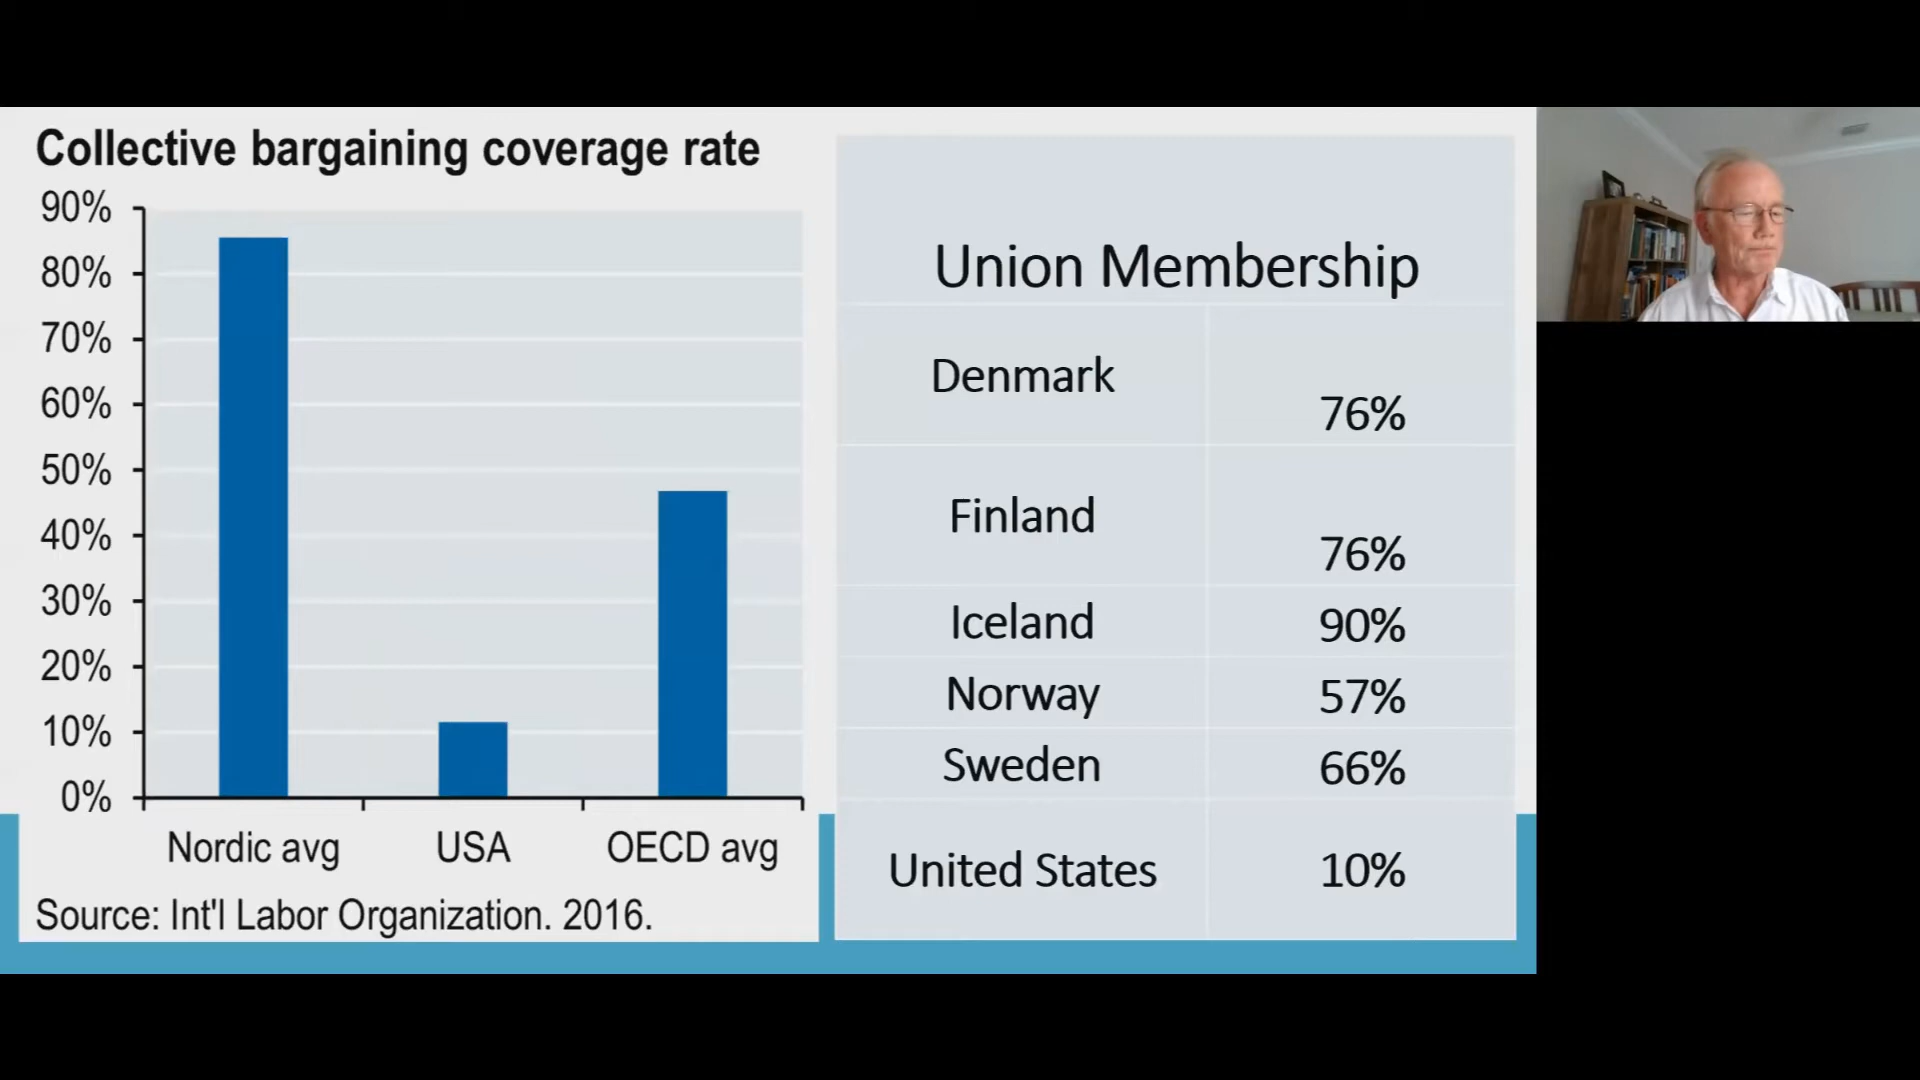 Collective bargaining coverage rate
90%
80%
70%
60%
50%
40%
30%
20%
10%
0%
Nordic avg USA OECD avg
Source: Int'l Labor Organization. 2016.
Union Membership
Denmark 76%
Finland 76%
Iceland 90%
Norway 57%
Sweden 66%
United States 10%